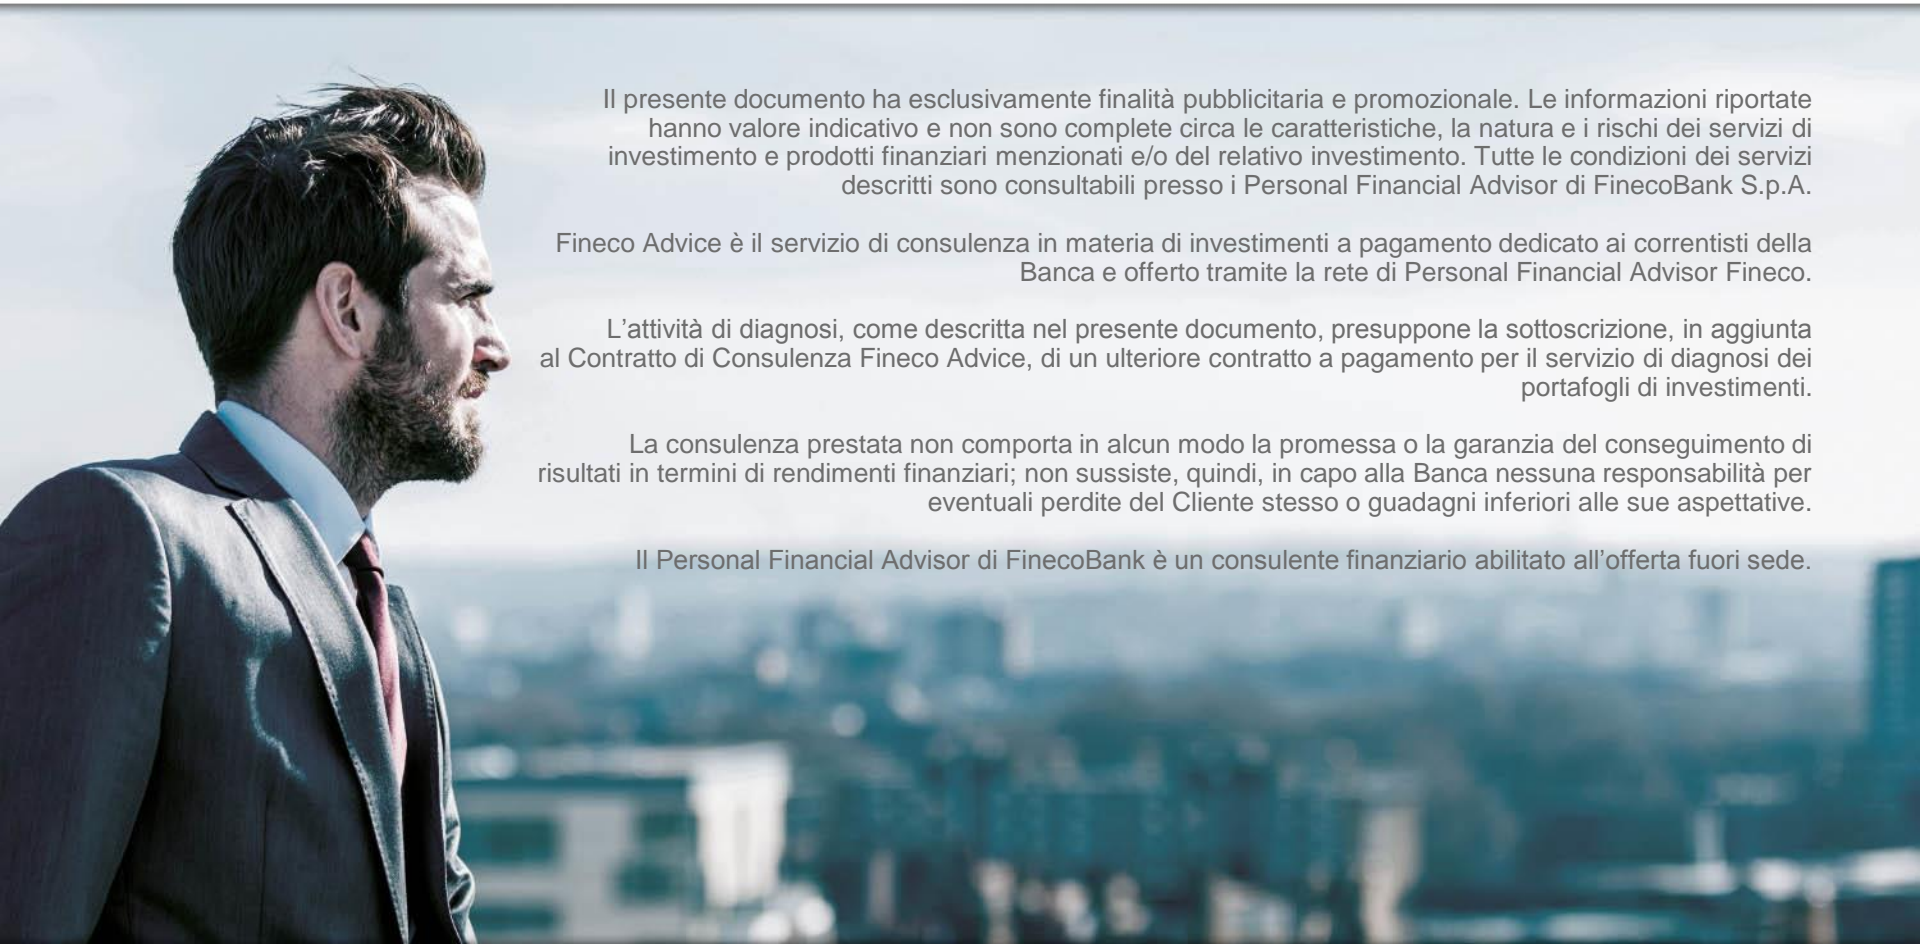 Il presente documento ha esclusivamente finalità pubblicitaria e promozionale. Le informazioni riportate
hanno valore indicativo e non sono complete circa le caratteristiche, la natura e i rischi dei servizi di
investimento e prodotti finanziari menzionati e/o del relativo investimento. Tutte le condizioni dei servizi
descritti sono consultabili presso i Personal Financial Advisor di FinecoBank S.p.A.
Fineco Advice è il servizio di consulenza in materia di investimenti a pagamento dedicato ai correntisti della
Banca e offerto tramite la rete di Personal Financial Advisor Fineco.
L’attività di diagnosi, come descritta nel presente documento, presuppone la sottoscrizione, in aggiunta
al Contratto di Consulenza Fineco Advice, di un ulteriore contratto a pagamento per il servizio di diagnosi dei
portafogli di investimenti.
La consulenza prestata non comporta in alcun modo la promessa o la garanzia del conseguimento di
risultati in termini di rendimenti finanziari; non sussiste, quindi, in capo alla Banca nessuna responsabilità per
eventuali perdite del Cliente stesso o guadagni inferiori alle sue aspettative.
Il Personal Financial Advisor di FinecoBank è un consulente finanziario abilitato all’offerta fuori sede.